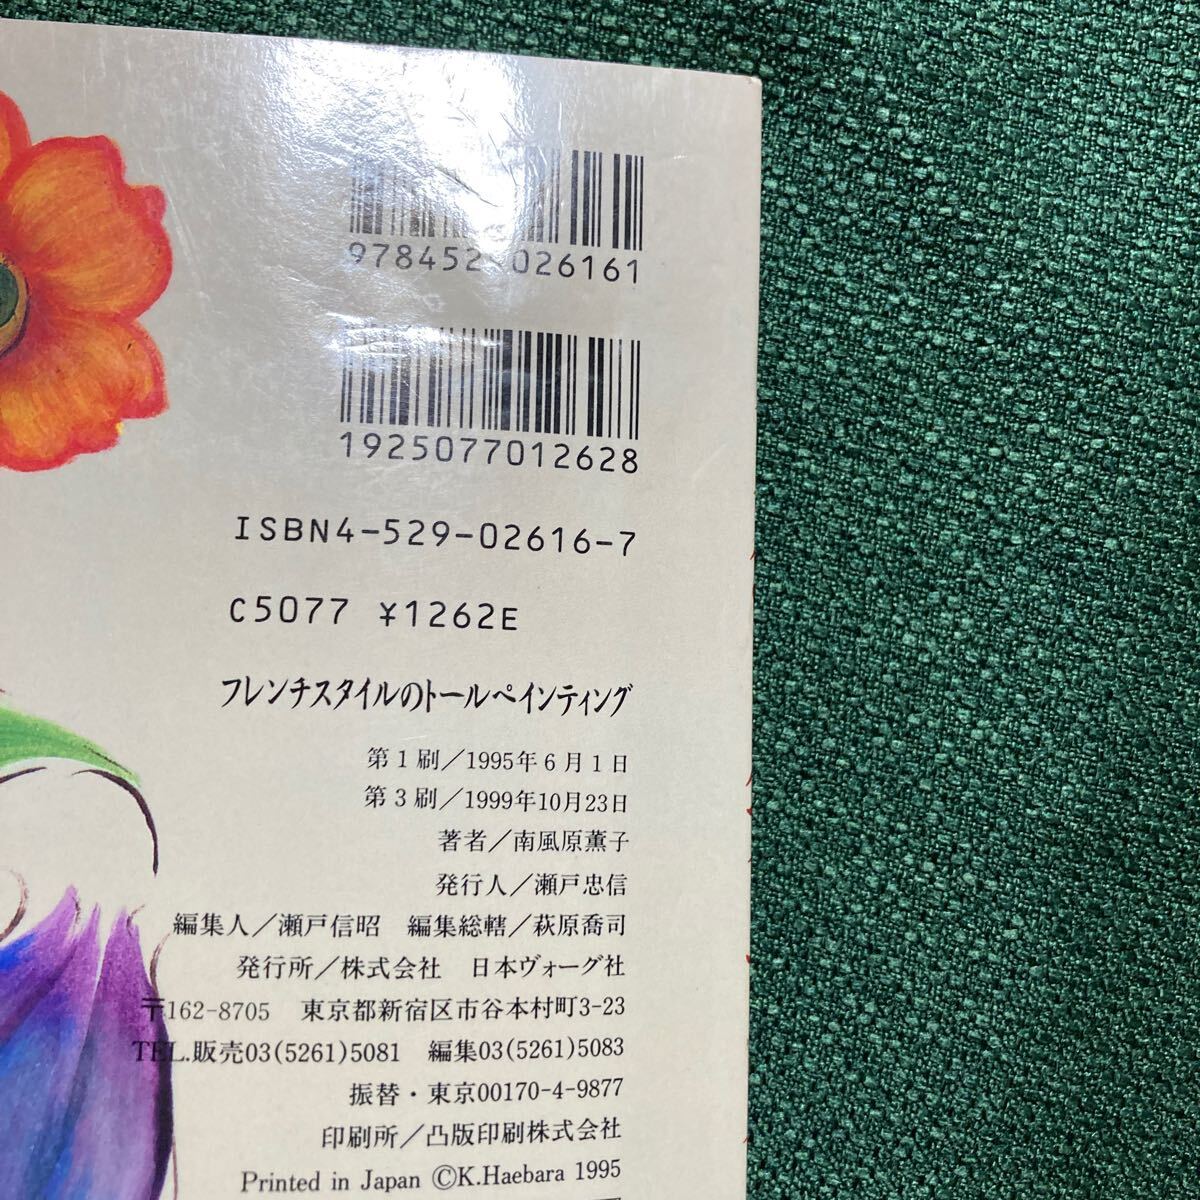 978452 026161
1925077012628
ISBN4-529-02616-7
C5077 ¥1262E
フレンチスタイルのトールペインティング
第1刷/1995年6月1日
第3刷/1999年10月23日
著者/南風原薫子
発行人/瀬戸忠信
編集人/瀬戸信昭 編集総轄/萩原喬司
発行所/株式会社 日本ヴォーグ社
〒162-8705 東京都新宿区市谷本村町3-23
TEL.販売03(5261)5081 編集03(5261)5083
振替・東京00170-4-9877
印刷所/凸版印刷株式会社
Printed in Japan ©K.Haebara 1995